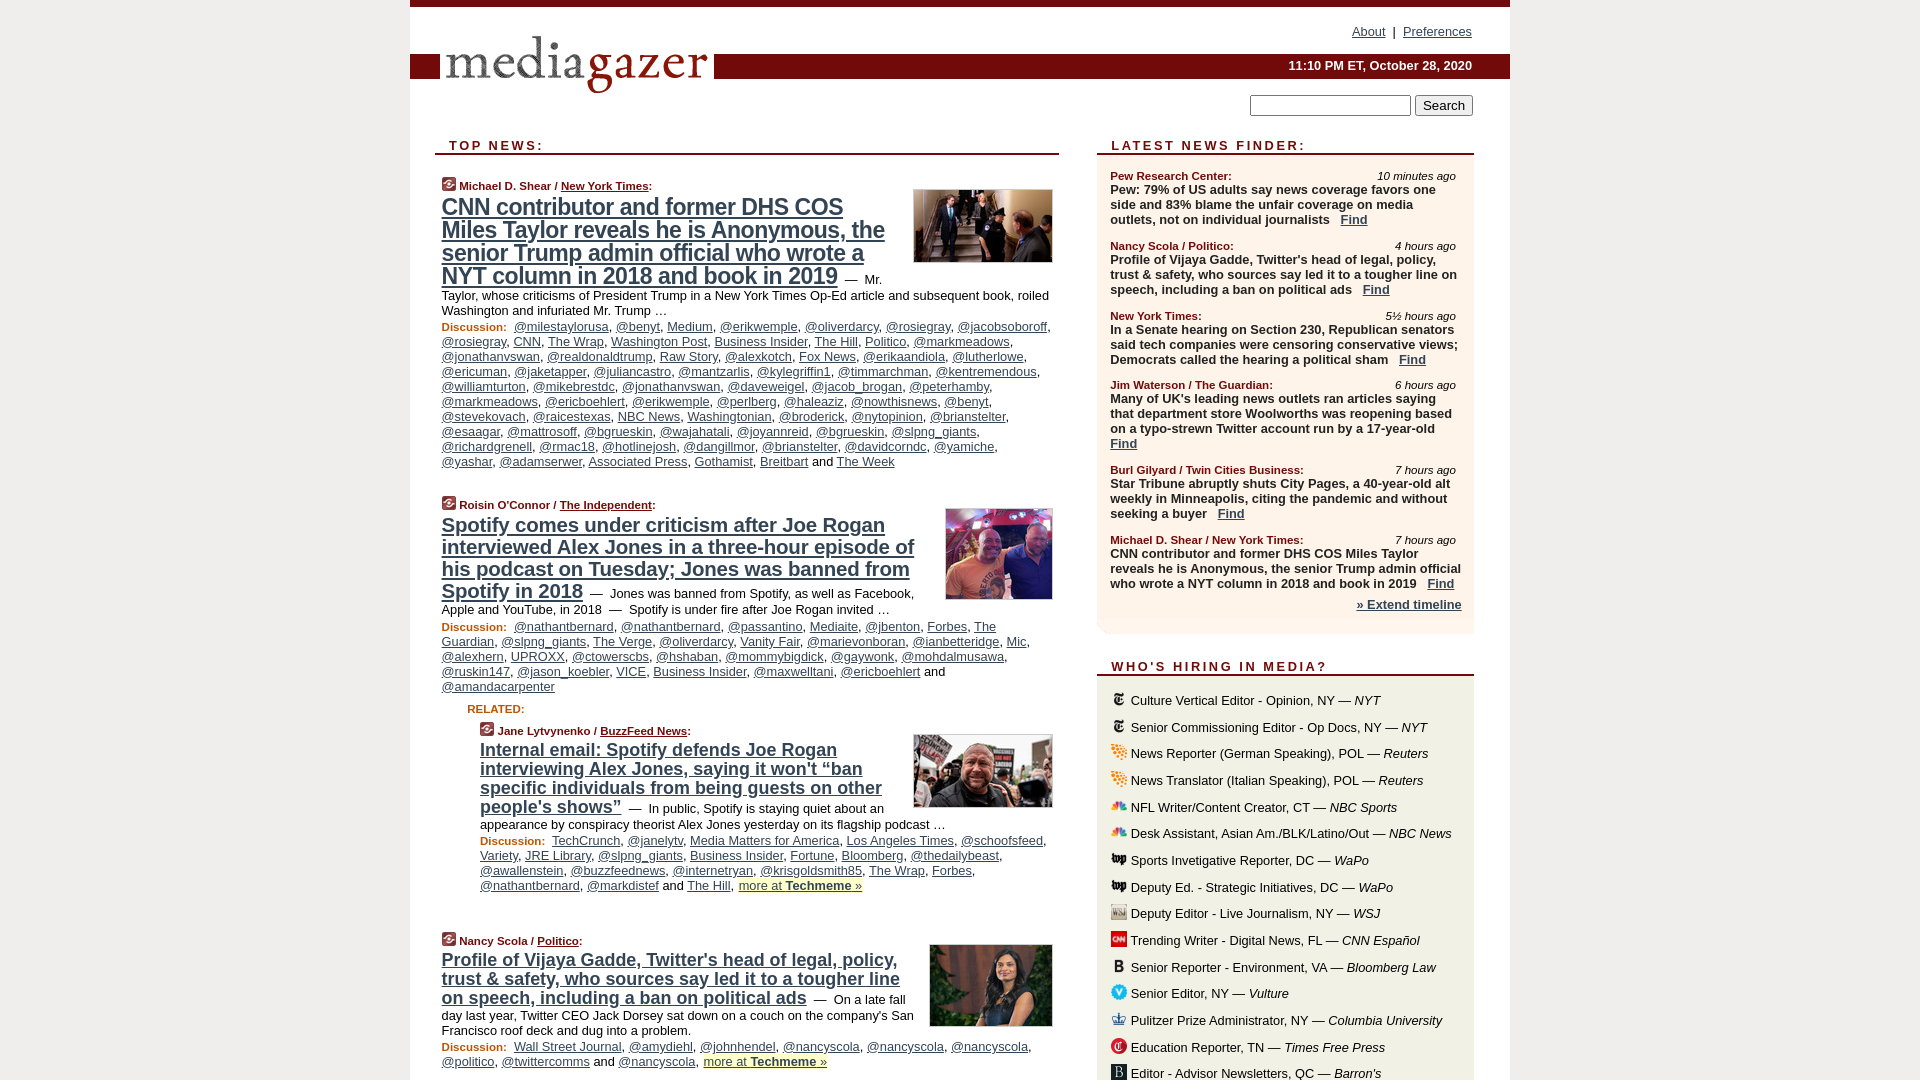 About | Preferences
mediagazer
11:10 PM ET, October 28, 2020
Search
TOP NEWS:
Michael D. Shear / New York Times:
CNN contributor and former DHS COS
Miles Taylor reveals he is Anonymous, the
senior Trump admin official who wrote a
NYT column in 2018 and book in 2019 — Mr.
Taylor, whose criticisms of President Trump in a New York Times Op-Ed article and subsequent book, roiled
Washington and infuriated Mr. Trump …
Discussion: @milestaylorusa, @benyt, Medium, @erikwemple, @oliverdarcy, @rosiegray, @jacobsoboroff,
@rosiegray, CNN, The Wrap, Washington Post, Business Insider, The Hill, Politico, @markmeadows,
@jonathanvswan, @realdonaldtrump, Raw Story, @alexkotch, Fox News, @erikaandiola, @lutherlowe,
@ericuman, @jaketapper, @juliancastro, @mantzarlis, @kylegriffin1, @timmarchman, @kentremendous,
@williamturton, @mikebrestdc, @jonathanvswan, @daveweigel, @jacob_brogan, @peterhamby,
@markmeadows, @ericboehlert, @erikwemple, @perlberg, @haleaziz, @nowthisnews, @benyt,
@stevekovach, @raicestexas, NBC News, Washingtonian, @broderick, @nytopinion, @brianstelter,
@esaagar, @mattrosoff, @bgrueskin, @wajahatali, @joyannreid, @bgrueskin, @slpng_giants,
@richardgrenell, @rmac18, @hotlinejosh, @dangillmor, @brianstelter, @davidcorndc, @yamiche,
@yashar, @adamserwer, Associated Press, Gothamist, Breitbart and The Week
Roisin O'Connor / The Independent:
Spotify comes under criticism after Joe Rogan
interviewed Alex Jones in a three-hour episode of
his podcast on Tuesday; Jones was banned from
Spotify in 2018 — Jones was banned from Spotify, as well as Facebook,
Apple and YouTube, in 2018 — Spotify is under fire after Joe Rogan invited …
Discussion: @nathantbernard, @nathantbernard, @passantino, Mediaite, @jbenton, Forbes, The
Guardian, @slpng_giants, The Verge, @oliverdarcy, Vanity Fair, @marievonboran, @ianbetteridge, Mic,
@alexhern, UPROXX, @ctowerscbs, @hshaban, @mommybigdick, @gaywonk, @mohdalmusawa,
@ruskin147, @jason_koebler, VICE, Business Insider, @maxwelltani, @ericboehlert and
@amandacarpenter
RELATED:
Jane Lytvynenko / BuzzFeed News:
Internal email: Spotify defends Joe Rogan
interviewing Alex Jones, saying it won't “ban
specific individuals from being guests on other
people's shows” — In public, Spotify is staying quiet about an
appearance by conspiracy theorist Alex Jones yesterday on its flagship podcast …
Discussion: TechCrunch, @janelytv, Media Matters for America, Los Angeles Times, @schoofsfeed,
Variety, JRE Library, @slpng_giants, Business Insider, Fortune, Bloomberg, @thedailybeast,
@awallenstein, @buzzfeednews, @internetryan, @krisgoldsmith85, The Wrap, Forbes,
@nathantbernard, @markdistef and The Hill, more at Techmeme »
Nancy Scola / Politico:
Profile of Vijaya Gadde, Twitter's head of legal, policy,
trust & safety, who sources say led it to a tougher line
on speech, including a ban on political ads — On a late fall
day last year, Twitter CEO Jack Dorsey sat down on a couch on the company's San
Francisco roof deck and dug into a problem.
Discussion: Wall Street Journal, @amydiehl, @johnhendel, @nancyscola, @nancyscola, @nancyscola,
@politico, @twittercomms and @nancyscola, more at Techmeme »
LATEST NEWS FINDER:
Pew Research Center: 10 minutes ago
Pew: 79% of US adults say news coverage favors one
side and 83% blame the unfair coverage on media
outlets, not on individual journalists Find
Nancy Scola / Politico: 4 hours ago
Profile of Vijaya Gadde, Twitter's head of legal, policy,
trust & safety, who sources say led it to a tougher line on
speech, including a ban on political ads Find
New York Times: 5½ hours ago
In a Senate hearing on Section 230, Republican senators
said tech companies were censoring conservative views;
Democrats called the hearing a political sham Find
Jim Waterson / The Guardian: 6 hours ago
Many of UK's leading news outlets ran articles saying
that department store Woolworths was reopening based
on a typo-strewn Twitter account run by a 17-year-old
Find
Burl Gilyard / Twin Cities Business: 7 hours ago
Star Tribune abruptly shuts City Pages, a 40-year-old alt
weekly in Minneapolis, citing the pandemic and without
seeking a buyer Find
Michael D. Shear / New York Times: 7 hours ago
CNN contributor and former DHS COS Miles Taylor
reveals he is Anonymous, the senior Trump admin official
who wrote a NYT column in 2018 and book in 2019 Find
» Extend timeline
WHO'S HIRING IN MEDIA?
Culture Vertical Editor - Opinion, NY — NYT
Senior Commissioning Editor - Op Docs, NY — NYT
News Reporter (German Speaking), POL — Reuters
News Translator (Italian Speaking), POL — Reuters
NFL Writer/Content Creator, CT — NBC Sports
Desk Assistant, Asian Am./BLK/Latino/Out — NBC News
Sports Invetigative Reporter, DC — WaPo
Deputy Ed. - Strategic Initiatives, DC — WaPo
Deputy Editor - Live Journalism, NY — WSJ
Trending Writer - Digital News, FL — CNN Español
Senior Reporter - Environment, VA — Bloomberg Law
Senior Editor, NY — Vulture
Pulitzer Prize Administrator, NY — Columbia University
Education Reporter, TN — Times Free Press
Editor - Advisor Newsletters, QC — Barron's